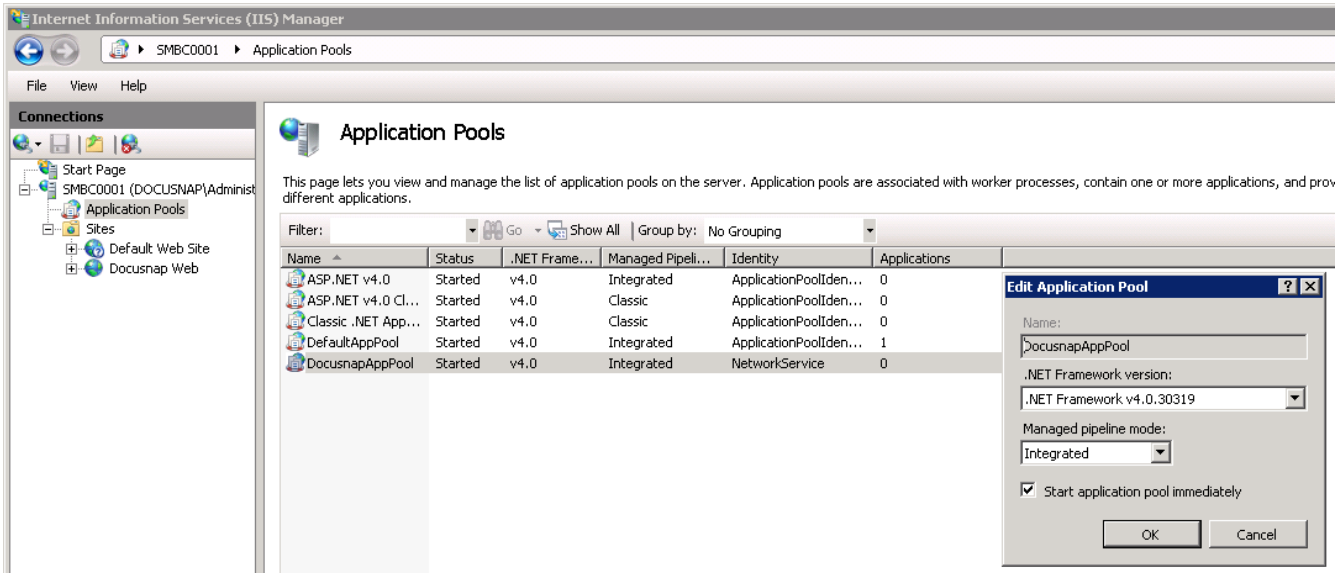 Internet Information Services (IIS) Manager
SMBC0001 Application Pools
File View Help
Connections
Start Page
SMBC0001 (DOCUSNAP\Administ
Application Pools
Sites
Default Web Site
Docusnap Web
Application Pools
This page lets you view and manage the list of application pools on the server. Application pools are associated with worker processes, contain one or more applications, and prov
different applications.
Filter: Go Show All Group by: No Grouping
Name Status .NET Frame... Managed Pipeli... Identity Applications
ASP.NET v4.0 Started v4.0 Integrated ApplicationPoolIden... 0
ASP.NET v4.0 Cl... Started v4.0 Classic ApplicationPoolIden... 0
Classic .NET App... Started v4.0 Classic ApplicationPoolIden... 0
DefaultAppPool Started v4.0 Integrated ApplicationPoolIden... 1
DocusnapAppPool Started v4.0 Integrated NetworkService 0
Edit Application Pool
Name:
DocusnapAppPool
.NET Framework version:
.NET Framework v4.0.30319
Managed pipeline mode:
Integrated
Start application pool immediately
OK Cancel